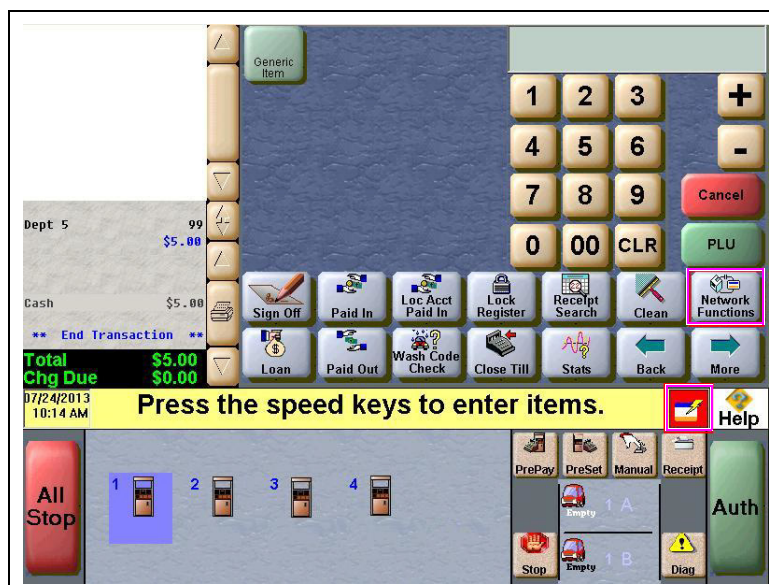 Generic
Item
1 2 3 +
4 5 6 -
7 8 9 Cancel
0 00 CLR PLU
Dept 5 99
$5.00
Cash $5.00
** End Transaction **
Total $5.00
Chg Due $0.00
Sign Off
Paid In
Loc Acct
Paid In
Lock
Register
Receipt
Search
Clean
Network
Functions
Loan
Paid Out
Wash Code
Check
Close Till
Stats
Back
More
07/24/2013
10:14 AM
Press the speed keys to enter items.
Help
All
Stop
1 2 3 4
PrePay PreSet Manual Receipt
Empty 1 A
Auth
Stop
Empty 1 B
Diag